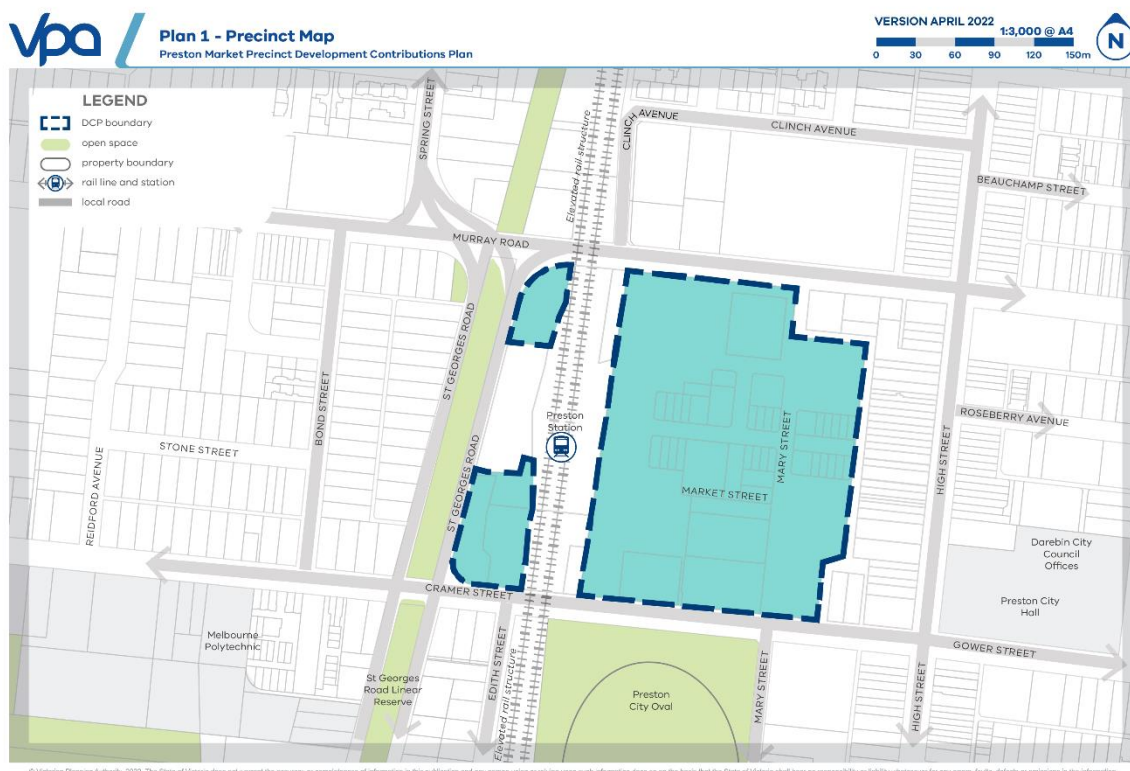 vpa
Plan 1 - Precinct Map
Preston Market Precinct Development Contributions Plan
VERSION APRIL 2022
1:3,000 @ A4
0 30 60 90 120 150m
N
LEGEND
DCP boundary
open space
property boundary
rail line and station
local road
SPRING STREET
Elevated rail structure
CLINCH AVENUE
CLINCH AVENUE
BEAUCHAMP STREET
MURRAY ROAD
ST GEORGES ROAD
BOND STREET
STONE STREET
REIDFORD AVENUE
ST GEORGES ROAD
Preston
Station
MARY STREET
MARKET STREET
HIGH STREET
ROSEBERRY AVENUE
Darebin City
Council
Offices
Preston City
Hall
CRAMER STREET
GOWER STREET
Melbourne
Polytechnic
St Georges
Road Linear
Reserve
EDITH STREET
Elevated rail structure
Preston
City Oval
MARY STREET
HIGH STREET